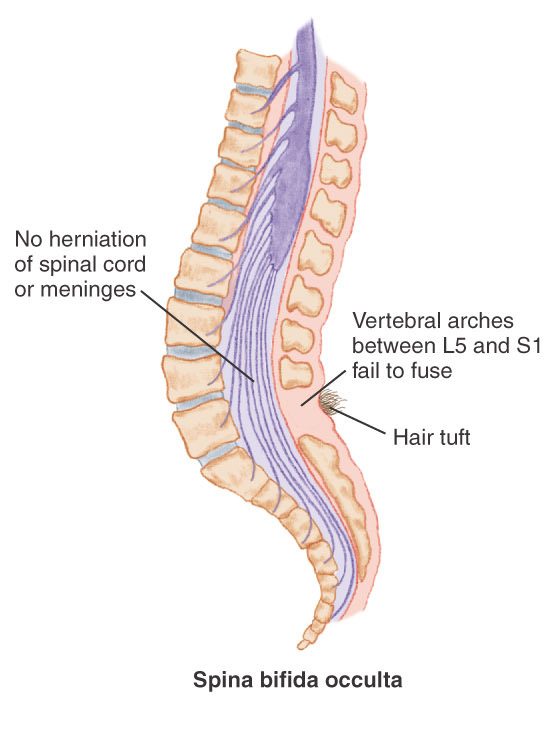 No herniation
of spinal cord
or meninges
Vertebral arches
between L5 and S1
fail to fuse
Hair tuft
Spina bifida occulta